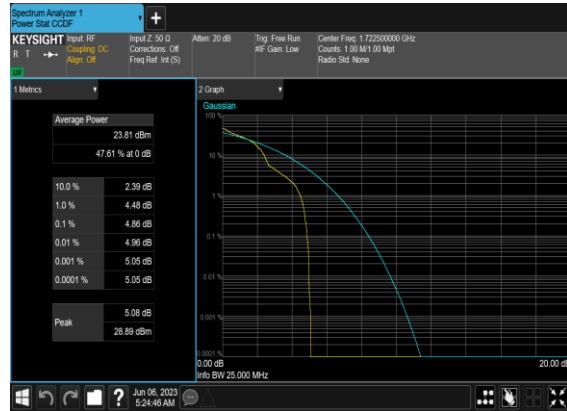 Spectrum Analyzer 1
Power Stat CCDF
+
KEYSIGHT
R T
LXI
Input: RF
Coupling: DC
Align: Off
Input Z: 50 Ω
Corrections: Off
Freq Ref: Int (S)
Atten: 20 dB
Trig: Free Run
#IF Gain: Low
Center Freq: 1.722500000 GHz
Counts: 1.00 M/1.00 Mpt
Radio Std: None
1 Metrics
Average Power
23.81 dBm
47.61 % at 0 dB
10.0 % 2.39 dB
1.0 % 4.48 dB
0.1 % 4.86 dB
0.01 % 4.96 dB
0.001 % 5.05 dB
0.0001 % 5.05 dB
Peak
5.08 dB
28.89 dBm
2 Graph
Gaussian
100 %
10 %
1 %
0.1 %
0.01 %
0.001 %
0.0001 %
0.00 dB
20.00 dB
Info BW 25.000 MHz
?
Jun 06, 2023
5:24:46 AM